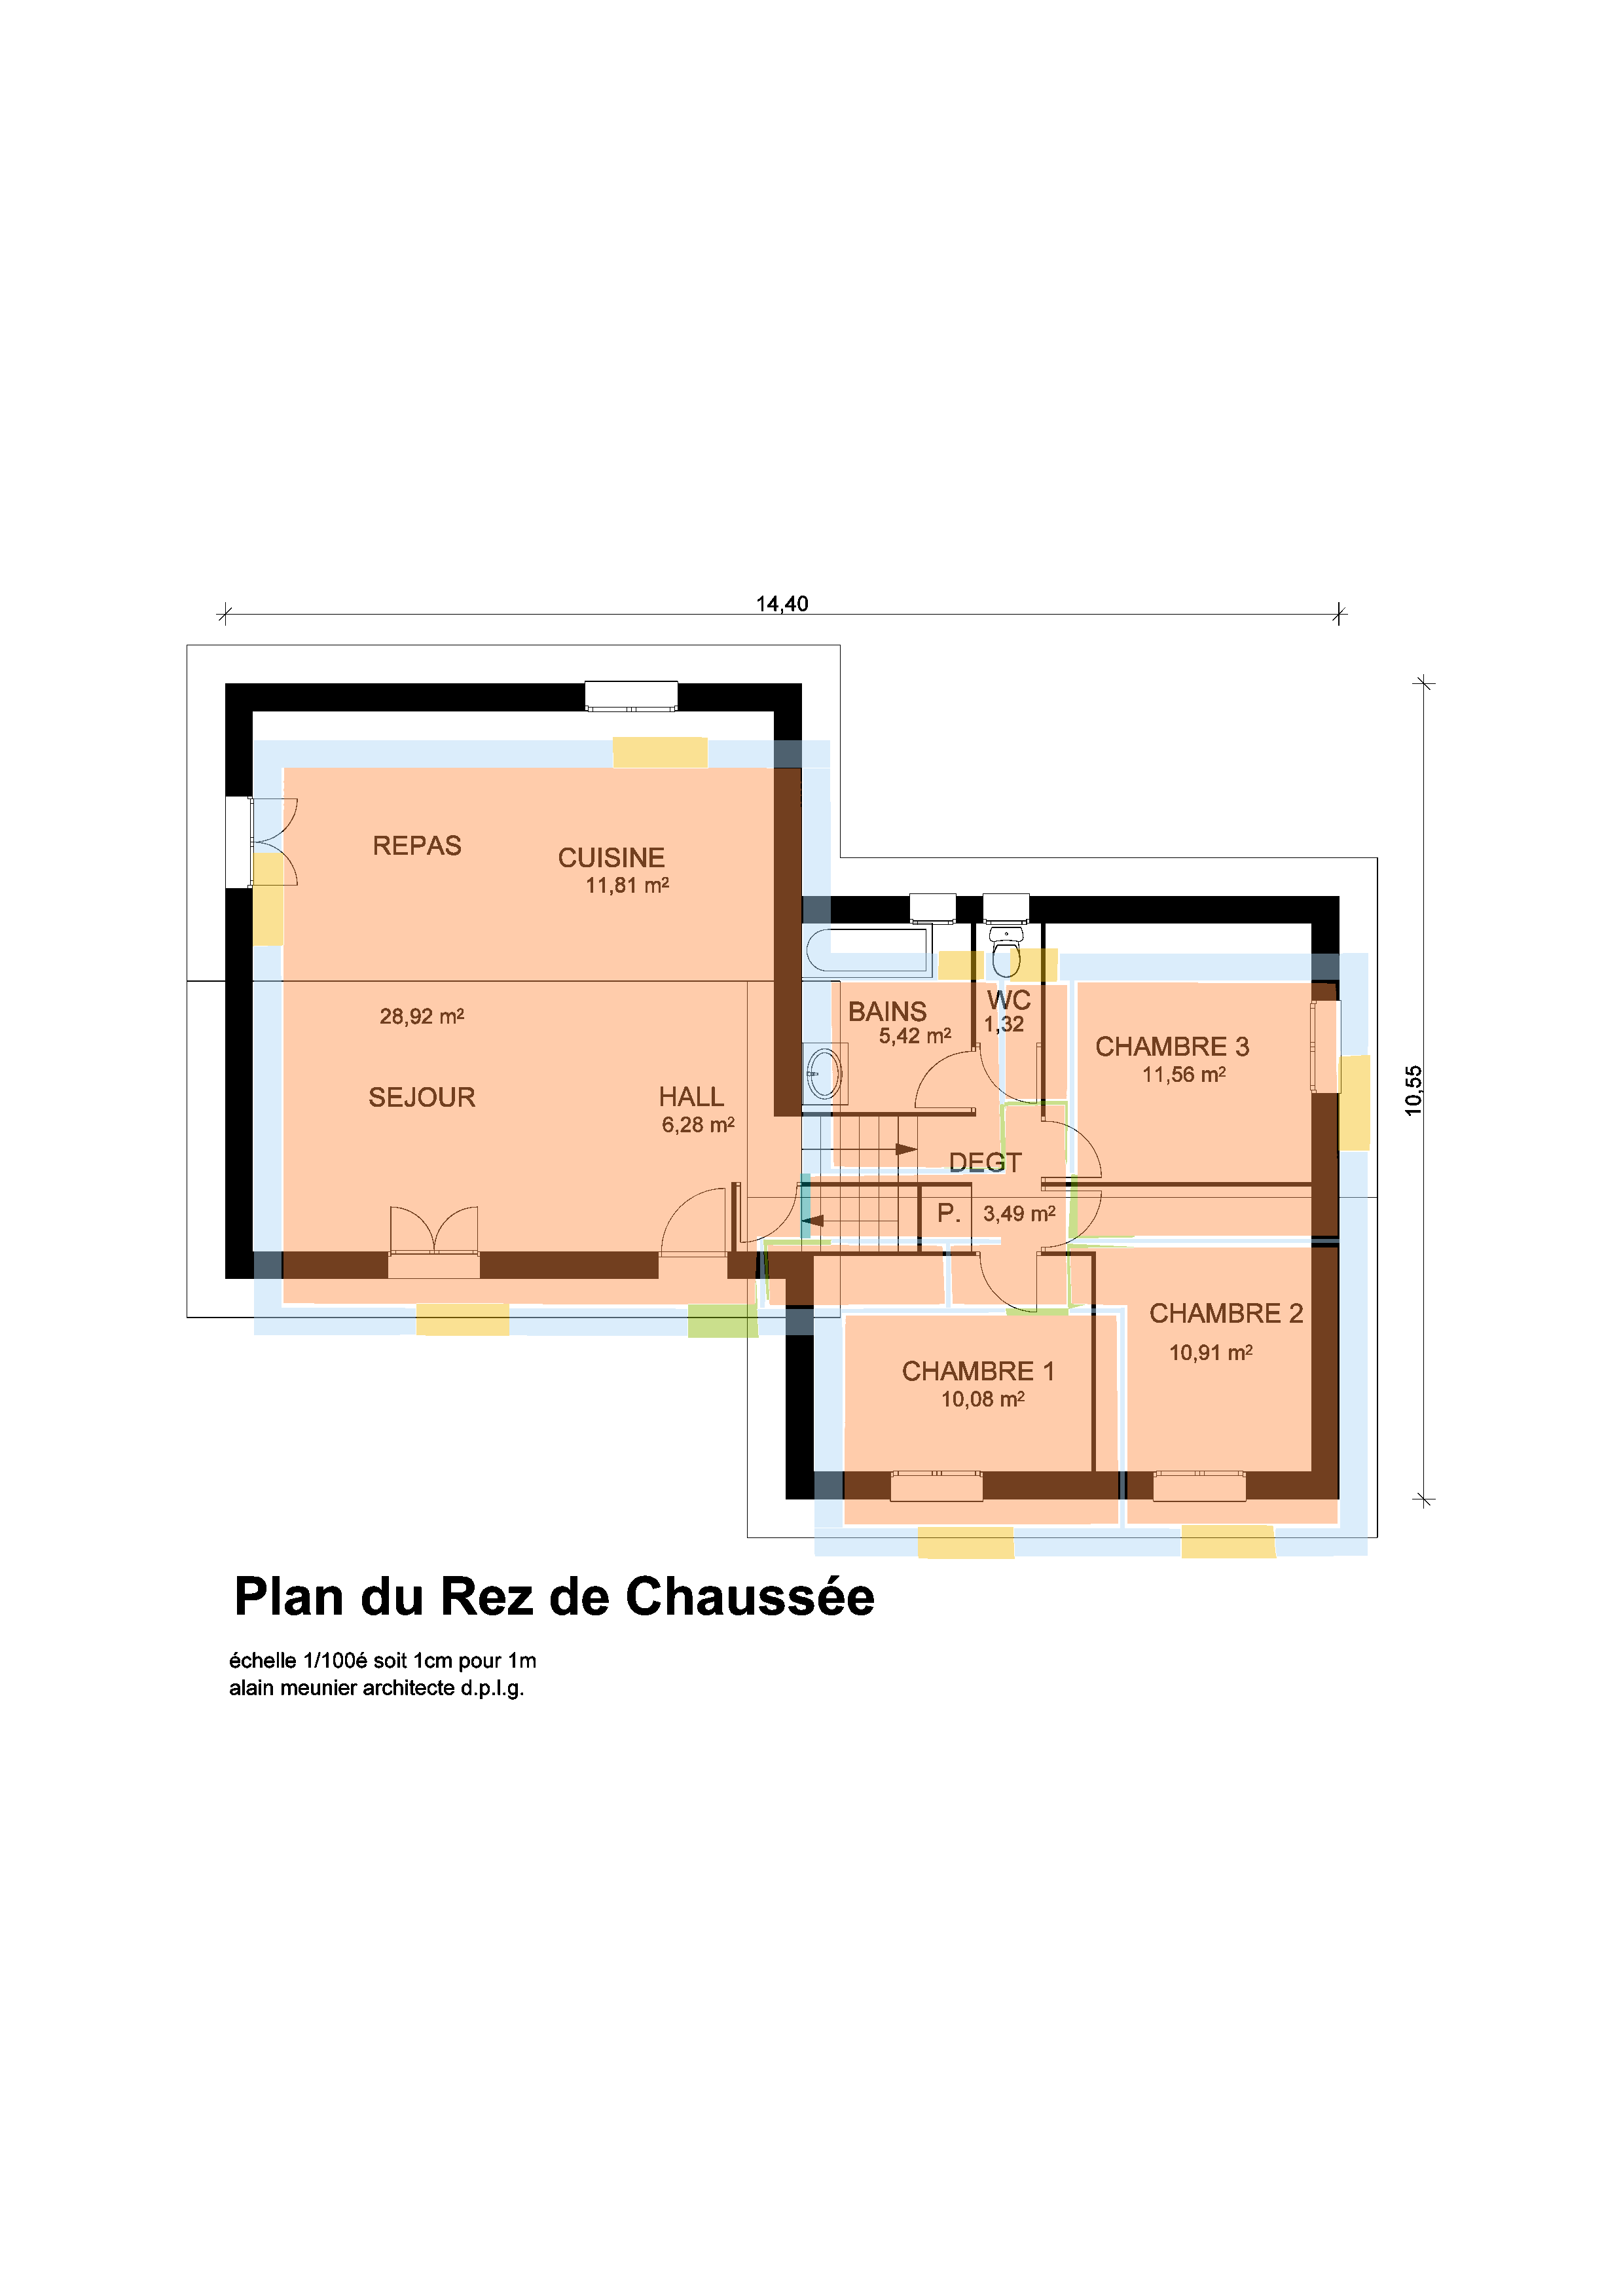 14,40
REPAS
CUISINE
11,81 m²
10,55
28,92 m²
BAINS
5,42 m²
WC
1,32
CHAMBRE 3
11,56 m²
SEJOUR
HALL
6,28 m²
DEGT
P.
3,49 m²
CHAMBRE 2
10,91 m²
CHAMBRE 1
10,08 m²
Plan du Rez de Chaussée
échelle 1/100é soit 1cm pour 1m
alain meunier architecte d.p.l.g.